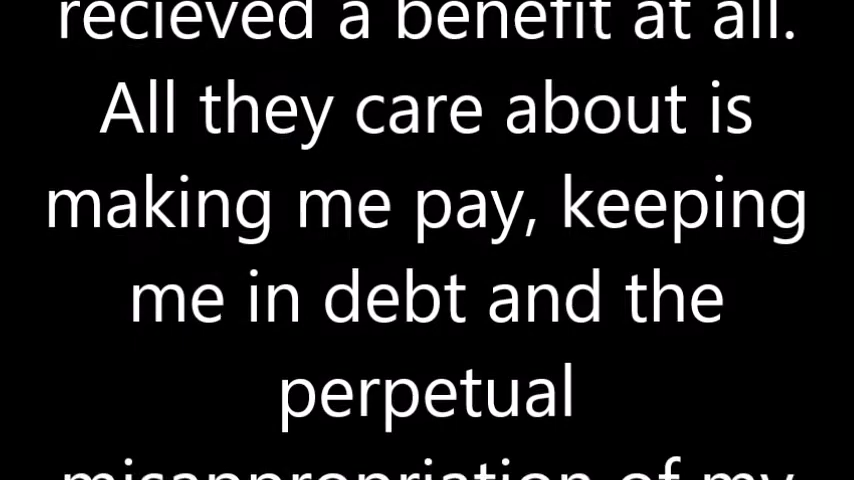 recieved a benefit at all.
All they care about is
making me pay, keeping
me in debt and the
perpetual
misappropriation of my